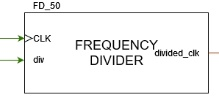 FD_50
CLK
FREQUENCY
div
DIVIDER
divided_clk